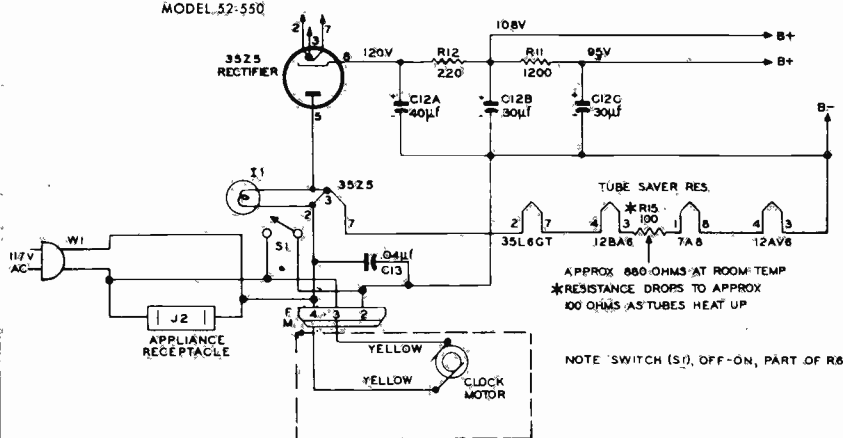 MODEL 52-550
2 3 7
35Z5
RECTIFIER
8
120V
R12
220
108V
R11
1200
95V
B+
B+
B-
C12A
40µf
C12B
30µf
C12C
30µf
5
I1
3
35Z5
2
7
TUBE SAVER RES.
2 7
35L6GT
4 3
12BA6
*R15
100
1 8
7A8
4 3
12AV6
W1
117V
AC
S1
.04µf
C13
APPROX 880 OHMS AT ROOM TEMP
*RESISTANCE DROPS TO APPROX
100 OHMS AS TUBES HEAT UP
J2
APPLIANCE
RECEPTACLE
F
M
4 3 2
YELLOW
YELLOW
CLOCK
MOTOR
NOTE SWITCH (S1), OFF-ON, PART OF R6